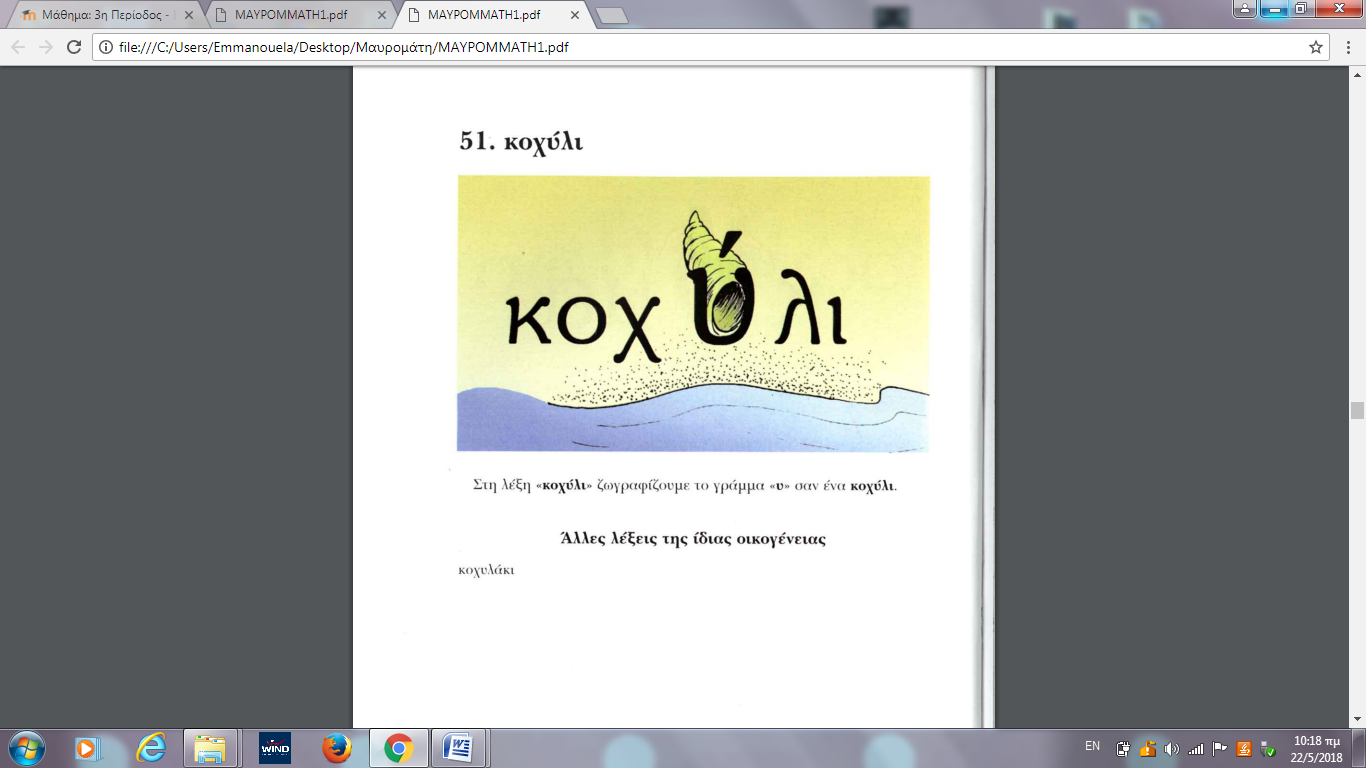 Μάθημα: 3η Περίοδος -
ΜΑΥΡΟΜΜΑΤΗ1.pdf
ΜΑΥΡΟΜΜΑΤΗ1.pdf
file:///C:/Users/Emmanouela/Desktop/Μαυρομάτη/ΜΑΥΡΟΜΜΑΤΗ1.pdf
51. κοχύλι
κοχύλι
Στη λέξη «κοχύλι» ζωγραφίζουμε το γράμμα «υ» σαν ένα κοχύλι.
Άλλες λέξεις της ίδιας οικογένειας
κοχυλάκι
WIND
EN
10:18 πμ
22/5/2018